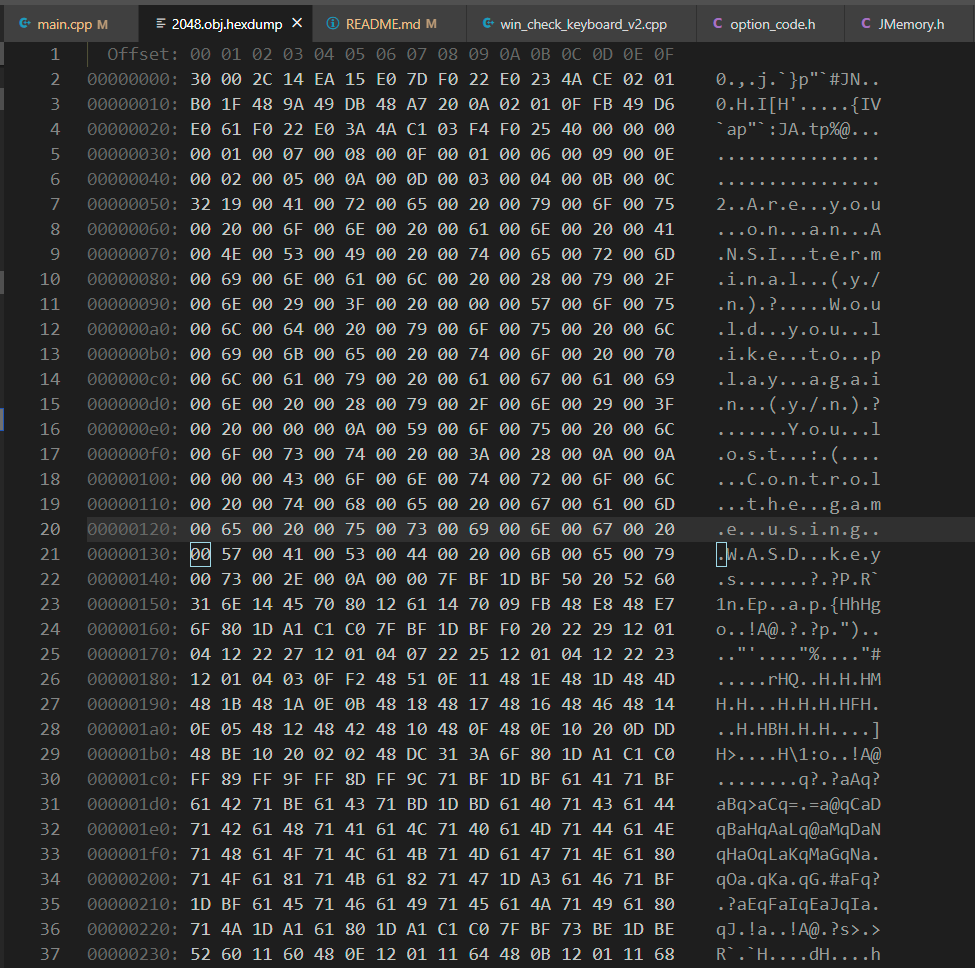 main.cpp M 2048.obj.hexdump × README.md M win_check_keyboard_v2.cpp option_code.h JMemory.h
1 Offset: 00 01 02 03 04 05 06 07 08 09 0A 0B 0C 0D 0E 0F
2 00000000: 30 00 2C 14 EA 15 E0 7D F0 22 E0 23 4A CE 02 01 0.,.j.`}p"`#JN..
3 00000010: B0 1F 48 9A 49 DB 48 A7 20 0A 02 01 0F FB 49 D6 0.H.I[H'.....{IV
4 00000020: E0 61 F0 22 E0 3A 4A C1 03 F4 F0 25 40 00 00 00 `ap"`:JA.tp%@...
5 00000030: 00 01 00 07 00 08 00 0F 00 01 00 06 00 09 00 0E ................
6 00000040: 00 02 00 05 00 0A 00 0D 00 03 00 04 00 0B 00 0C ................
7 00000050: 32 19 00 41 00 72 00 65 00 20 00 79 00 6F 00 75 2..A.r.e...y.o.u
8 00000060: 00 20 00 6F 00 6E 00 20 00 61 00 6E 00 20 00 41 ...o.n...a.n...A
9 00000070: 00 4E 00 53 00 49 00 20 00 74 00 65 00 72 00 6D .N.S.I...t.e.r.m
10 00000080: 00 69 00 6E 00 61 00 6C 00 20 00 28 00 79 00 2F .i.n.a.l...(.y./
11 00000090: 00 6E 00 29 00 3F 00 20 00 00 00 57 00 6F 00 75 .n.).?.....W.o.u
12 000000a0: 00 6C 00 64 00 20 00 79 00 6F 00 75 00 20 00 6C .l.d...y.o.u...l
13 000000b0: 00 69 00 6B 00 65 00 20 00 74 00 6F 00 20 00 70 .i.k.e...t.o...p
14 000000c0: 00 6C 00 61 00 79 00 20 00 61 00 67 00 61 00 69 .l.a.y...a.g.a.i
15 000000d0: 00 6E 00 20 00 28 00 79 00 2F 00 6E 00 29 00 3F .n...(.y./.n.).?
16 000000e0: 00 20 00 00 00 0A 00 59 00 6F 00 75 00 20 00 6C .......Y.o.u...l
17 000000f0: 00 6F 00 73 00 74 00 20 00 3A 00 28 00 0A 00 0A .o.s.t...:.(....
18 00000100: 00 00 00 43 00 6F 00 6E 00 74 00 72 00 6F 00 6C ...C.o.n.t.r.o.l
19 00000110: 00 20 00 74 00 68 00 65 00 20 00 67 00 61 00 6D ...t.h.e...g.a.m
20 00000120: 00 65 00 20 00 75 00 73 00 69 00 6E 00 67 00 20 .e...u.s.i.n.g..
21 00000130: 00 57 00 41 00 53 00 44 00 20 00 6B 00 65 00 79 .W.A.S.D...k.e.y
22 00000140: 00 73 00 2E 00 0A 00 00 7F BF 1D BF 50 20 52 60 .s.......?.?P.R`
23 00000150: 31 6E 14 45 70 80 12 61 14 70 09 FB 48 E8 48 E7 1n.Ep..a.p.{HhHg
24 00000160: 6F 80 1D A1 C1 C0 7F BF 1D BF F0 20 22 29 12 01 o..!A@.?.?p.")..
25 00000170: 04 12 22 27 12 01 04 07 22 25 12 01 04 12 22 23 .."'...."%...."#
26 00000180: 12 01 04 03 0F F2 48 51 0E 11 48 1E 48 1D 48 4D .....rHQ..H.H.HM
27 00000190: 48 1B 48 1A 0E 0B 48 18 48 17 48 16 48 46 48 14 H.H...H.H.H.HFH.
28 000001a0: 0E 05 48 12 48 42 48 10 48 0F 48 0E 10 20 0D DD ..H.HBH.H.H....]
29 000001b0: 48 BE 10 20 02 02 48 DC 31 3A 6F 80 1D A1 C1 C0 H>....H\1:o..!A@
30 000001c0: FF 89 FF 9F FF 8D FF 9C 71 BF 1D BF 61 41 71 BF ........q?.?aAq?
31 000001d0: 61 42 71 BE 61 43 71 BD 1D BD 61 40 71 43 61 44 aBq>aCq=.=a@qCaD
32 000001e0: 71 42 61 48 71 41 61 4C 71 40 61 4D 71 44 61 4E qBaHqAaLq@aMqDaN
33 000001f0: 71 48 61 4F 71 4C 61 4B 71 4D 61 47 71 4E 61 80 qHaOqLaKqMaGqNa.
34 00000200: 71 4F 61 81 71 4B 61 82 71 47 1D A3 61 46 71 BF qOa.qKa.qG.#aFq?
35 00000210: 1D BF 61 45 71 46 61 49 71 45 61 4A 71 49 61 80 .?aEqFaIqEaJqIa.
36 00000220: 71 4A 1D A1 61 80 1D A1 C1 C0 7F BF 73 BE 1D BE qJ.!a..!A@.?s>.>
37 00000230: 52 60 11 60 48 0E 12 01 11 64 48 0B 12 01 11 68 R`.`H....dH....h